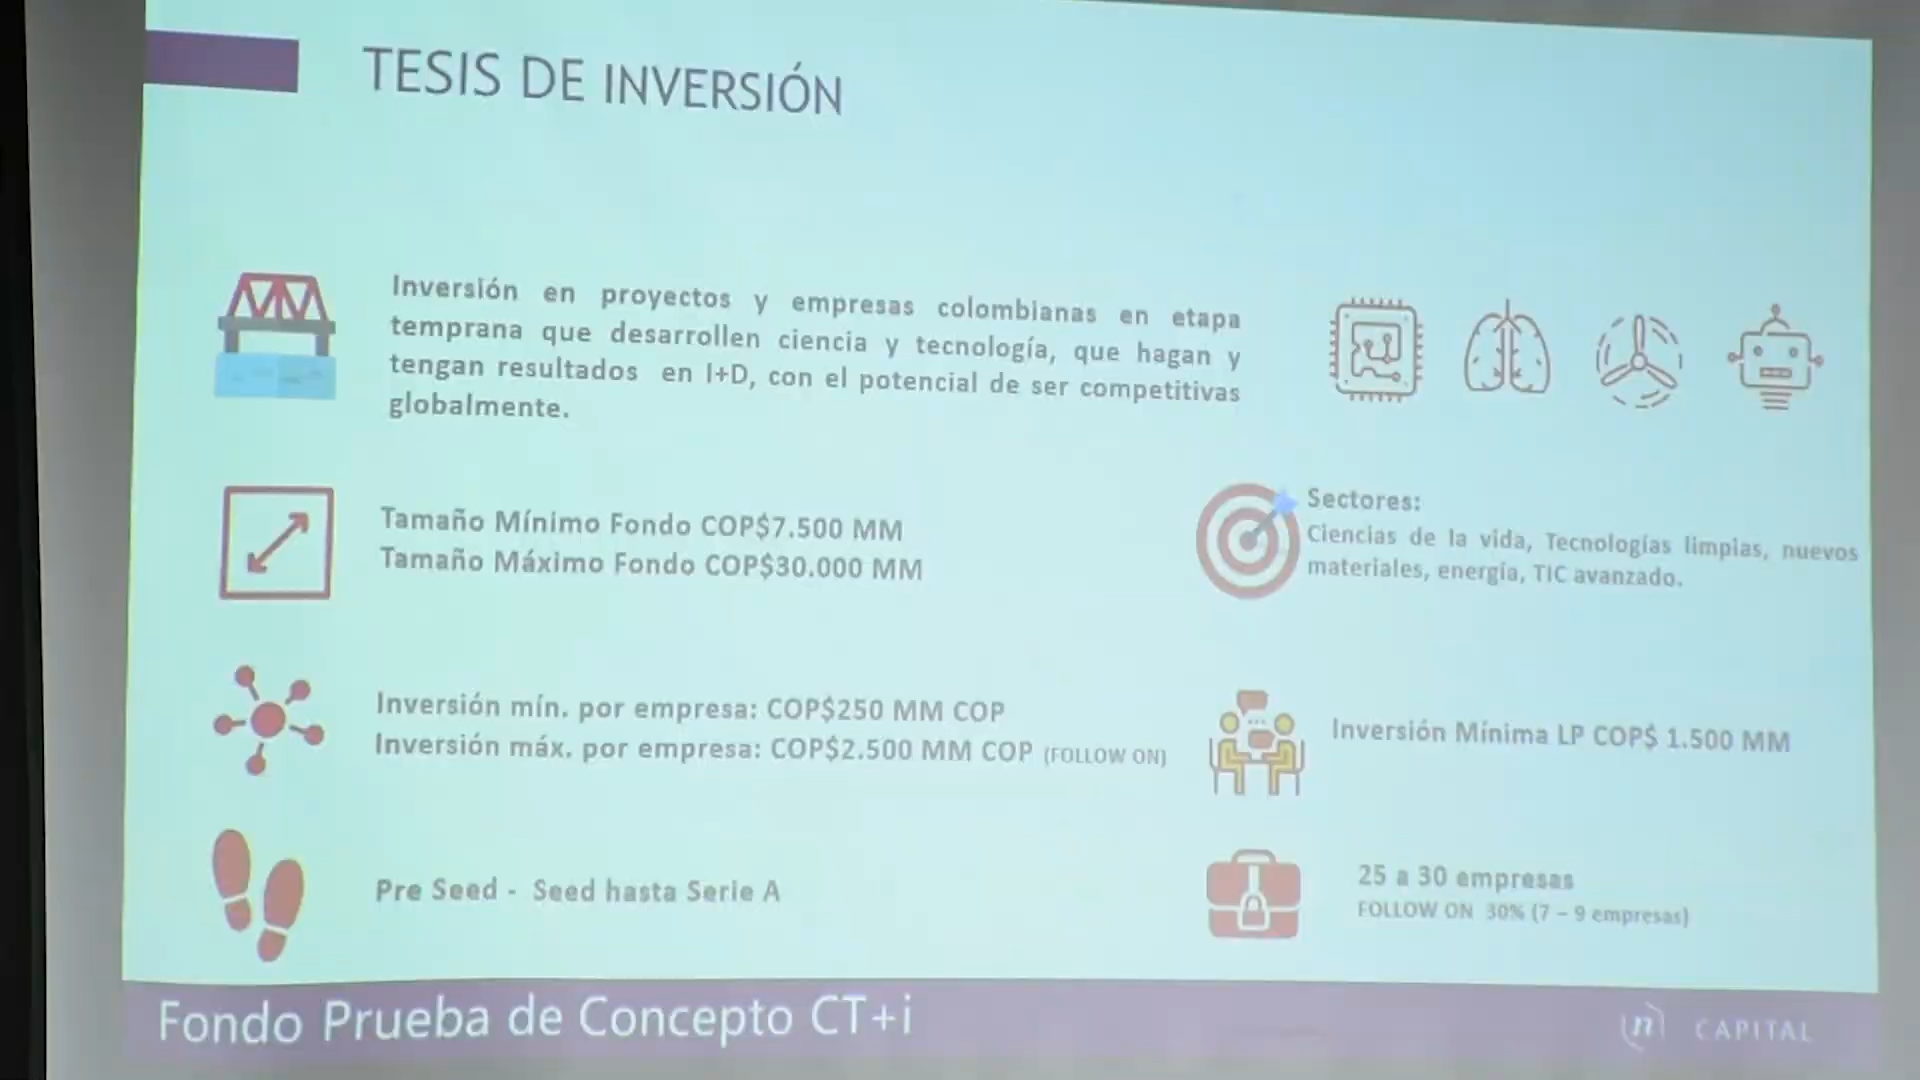 TESIS DE INVERSIÓN
Inversión en proyectos y empresas colombianas en etapa
temprana que desarrollen ciencia y tecnología, que hagan y
tengan resultados en I+D, con el potencial de ser competitivas
globalmente.
Tamaño Mínimo Fondo COP$7.500 MM
Tamaño Máximo Fondo COP$30.000 MM
Sectores:
Ciencias de la vida, Tecnologías limpias, nuevos
materiales, energía, TIC avanzado.
Inversión mín. por empresa: COP$250 MM COP
Inversión máx. por empresa: COP$2.500 MM COP (FOLLOW ON)
Inversión Mínima LP COP$ 1.500 MM
Pre Seed - Seed hasta Serie A
25 a 30 empresas
FOLLOW ON 30% (7 – 9 empresas)
Fondo Prueba de Concepto CT+i
n CAPITAL